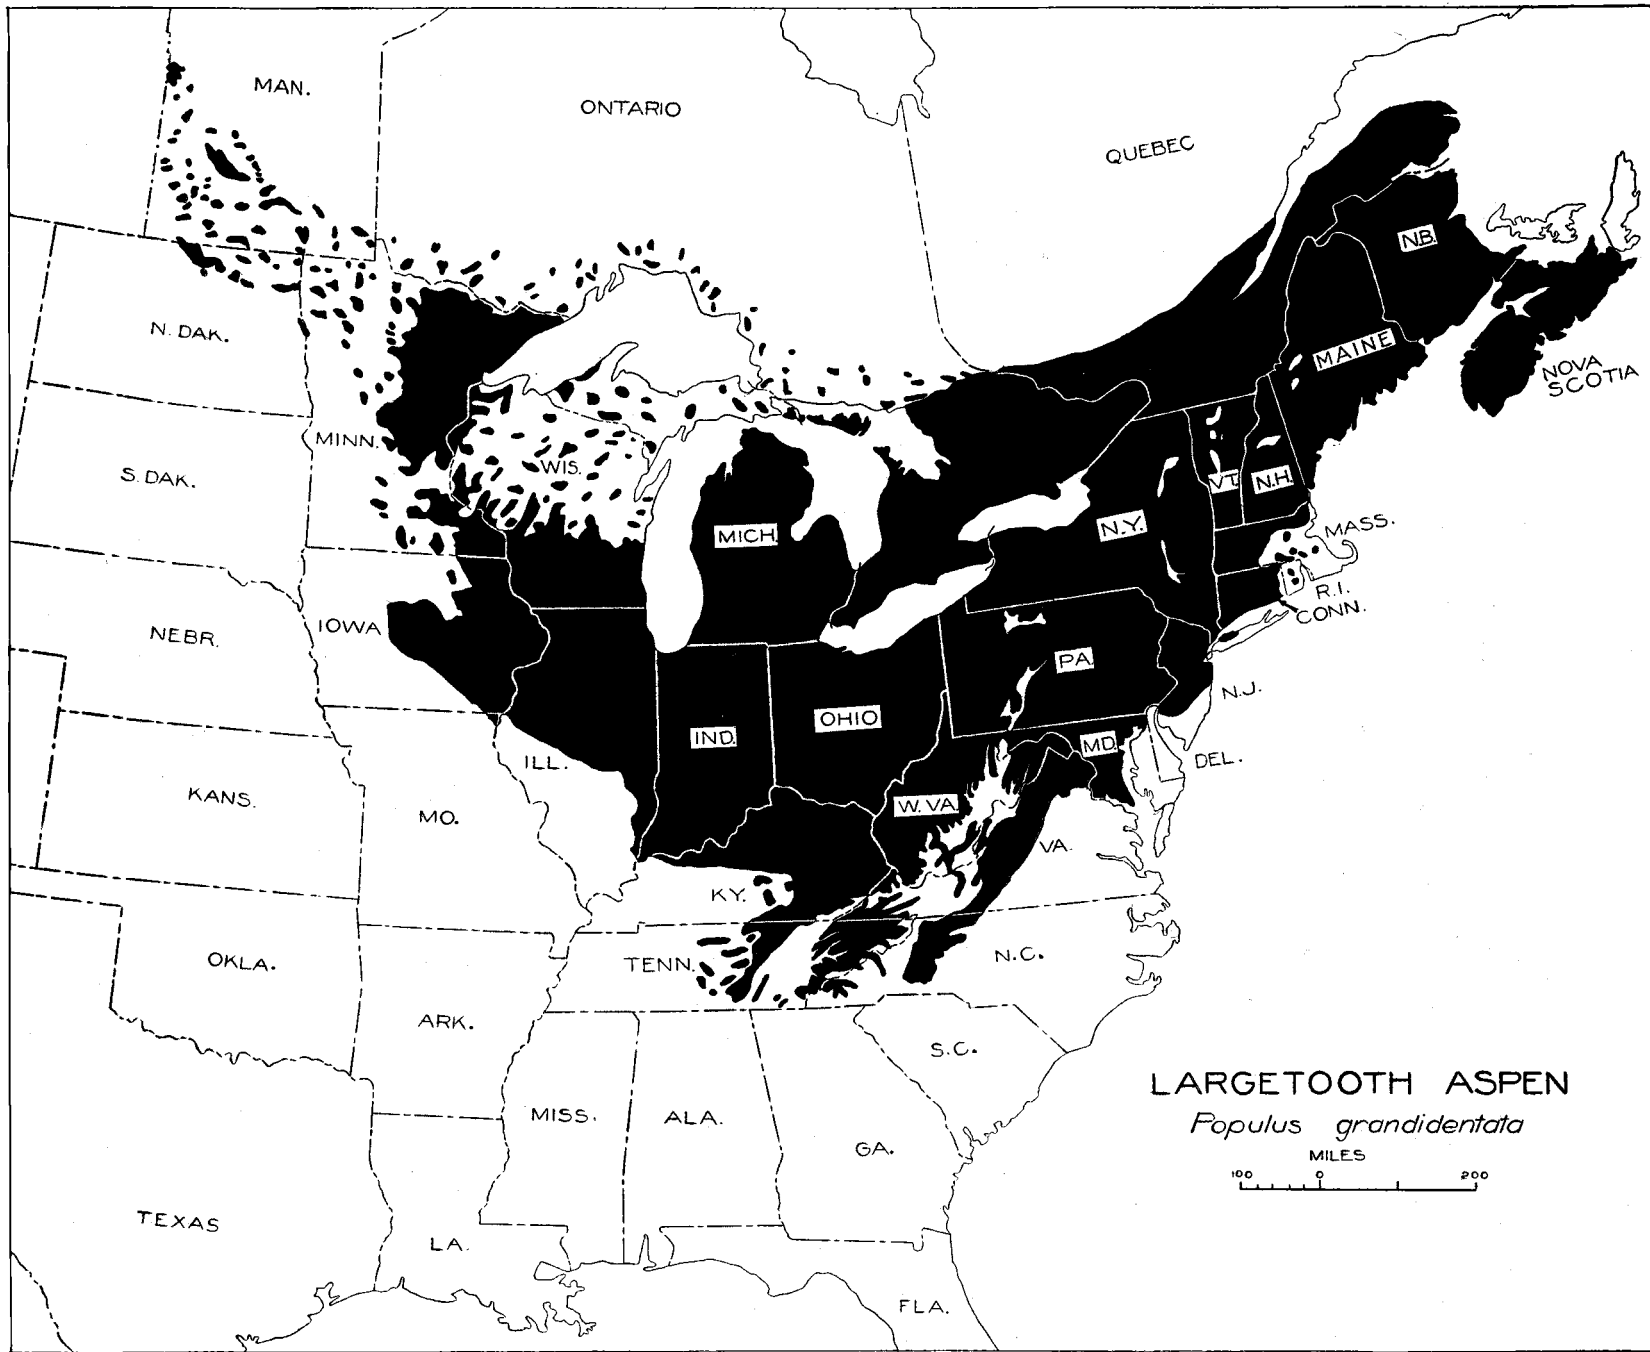 MAN.
ONTARIO
QUEBEC
N.B.
N. DAK.
MAINE
NOVA
SCOTIA
MINN.
WIS.
S. DAK.
VT.
N.H.
MICH.
N.Y.
MASS.
R.I.
CONN.
IOWA
NEBR.
PA.
N.J.
OHIO
IND.
MD.
DEL.
ILL.
KANS.
MO.
W. VA.
VA.
KY.
OKLA.
TENN.
N.C.
ARK.
S.C.
LARGETOOTH ASPEN
Populus grandidentata
MISS.
ALA.
GA.
MILES
100 0 200
TEXAS
LA.
FLA.